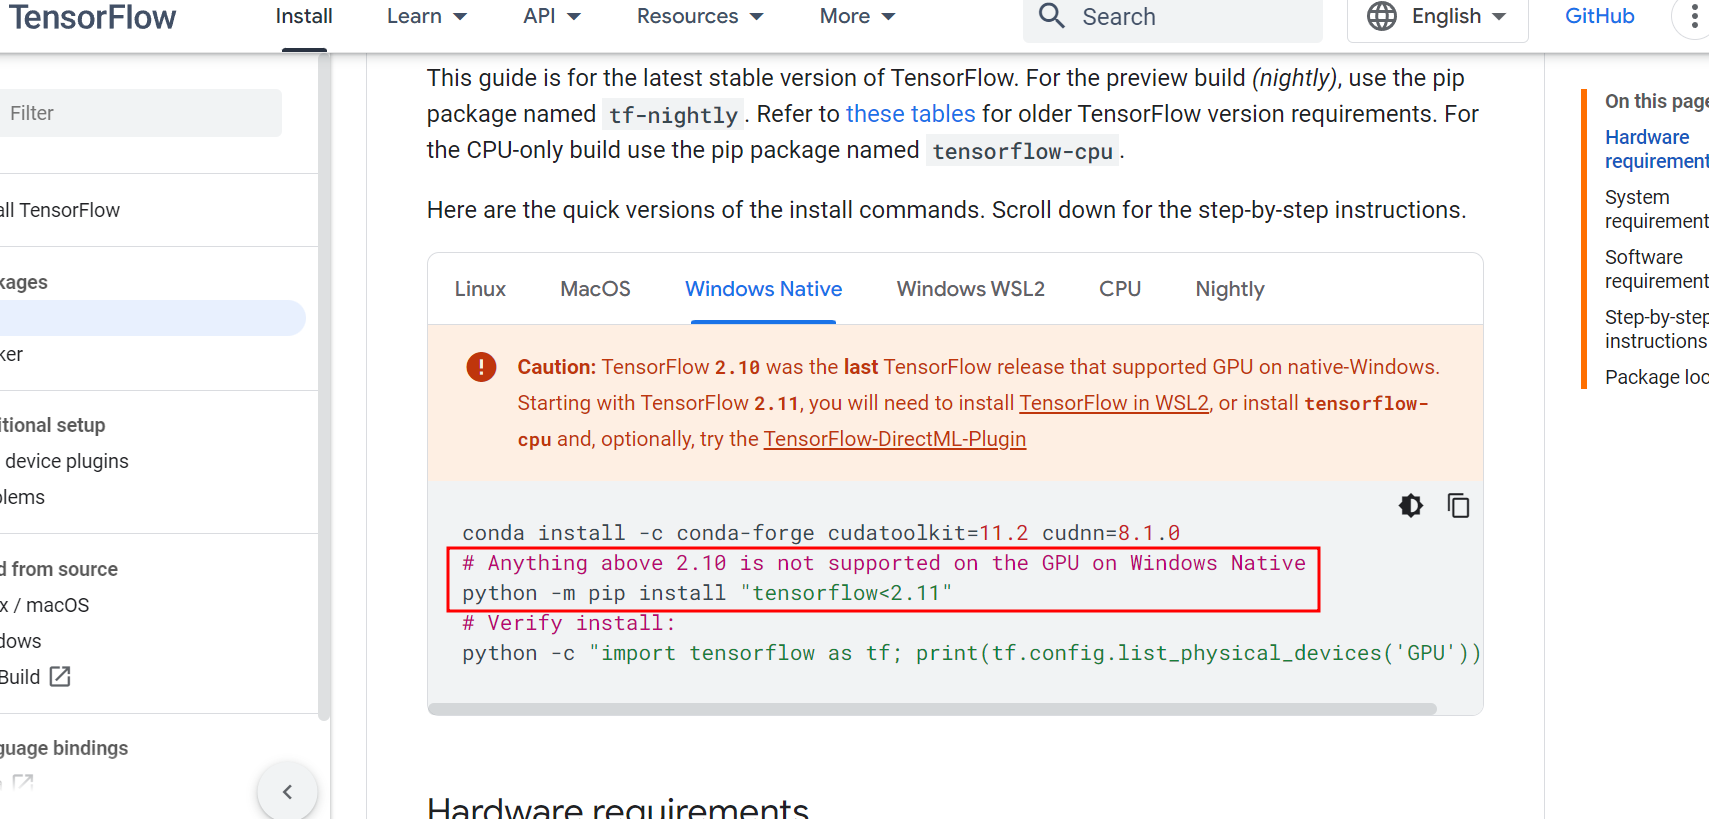 TensorFlow
Install
Learn
API
Resources
More
Search
English
GitHub
Filter
all TensorFlow
kages
ker
itional setup
device plugins
blems
d from source
x / macOS
dows
Build
guage bindings
This guide is for the latest stable version of TensorFlow. For the preview build (nightly), use the pip
package named tf-nightly. Refer to these tables for older TensorFlow version requirements. For
the CPU-only build use the pip package named tensorflow-cpu.
Here are the quick versions of the install commands. Scroll down for the step-by-step instructions.
Linux
MacOS
Windows Native
Windows WSL2
CPU
Nightly
Caution: TensorFlow 2.10 was the last TensorFlow release that supported GPU on native-Windows.
Starting with TensorFlow 2.11, you will need to install TensorFlow in WSL2, or install tensorflow-
cpu and, optionally, try the TensorFlow-DirectML-Plugin
conda install -c conda-forge cudatoolkit=11.2 cudnn=8.1.0
# Anything above 2.10 is not supported on the GPU on Windows Native
python -m pip install "tensorflow<2.11"
# Verify install:
python -c "import tensorflow as tf; print(tf.config.list_physical_devices('GPU'))
Hardware requirements
On this page
Hardware
requirement
System
requirement
Software
requirement
Step-by-step
instructions
Package loc